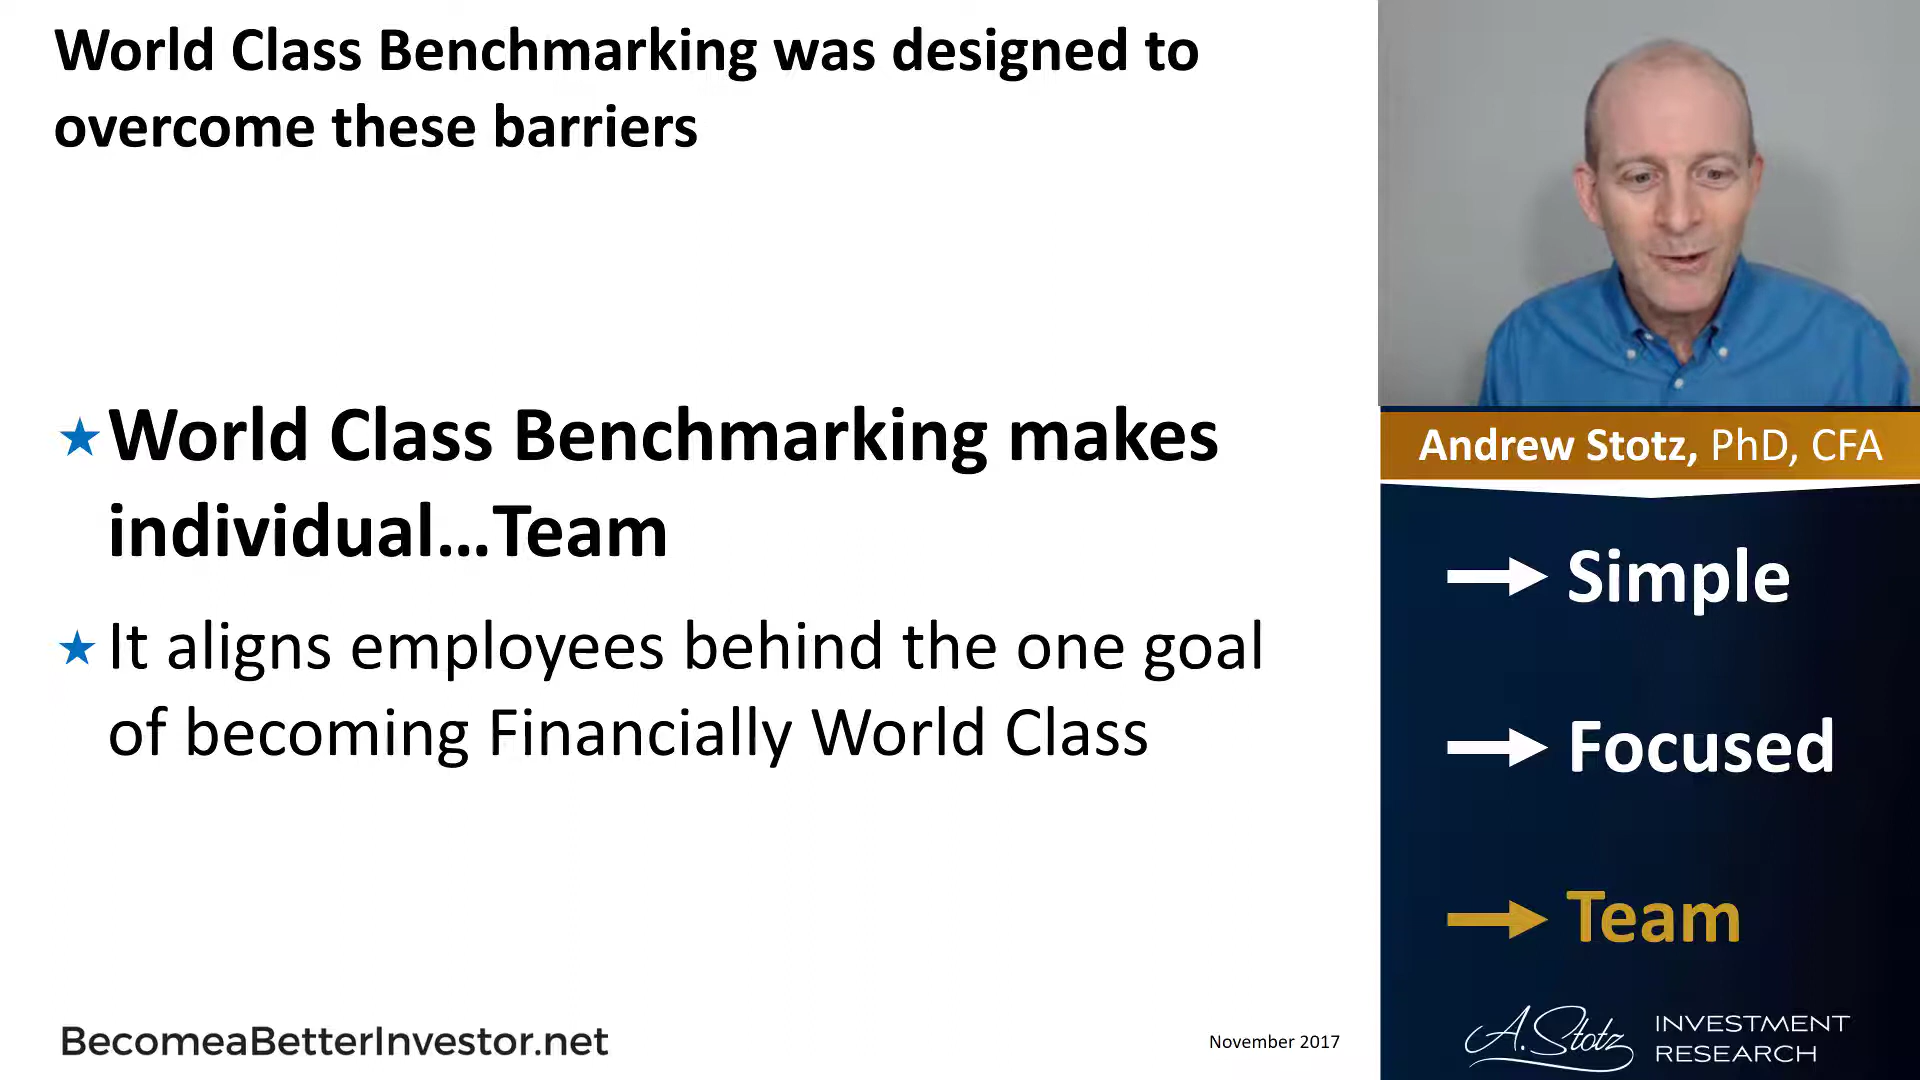 World Class Benchmarking was designed to
overcome these barriers
World Class Benchmarking makes
individual...Team
It aligns employees behind the one goal
of becoming Financially World Class
BecomeaBetterInvestor.net
November 2017
Andrew Stotz, PhD, CFA
Simple
Focused
Team
A.Stotz
INVESTMENT
RESEARCH